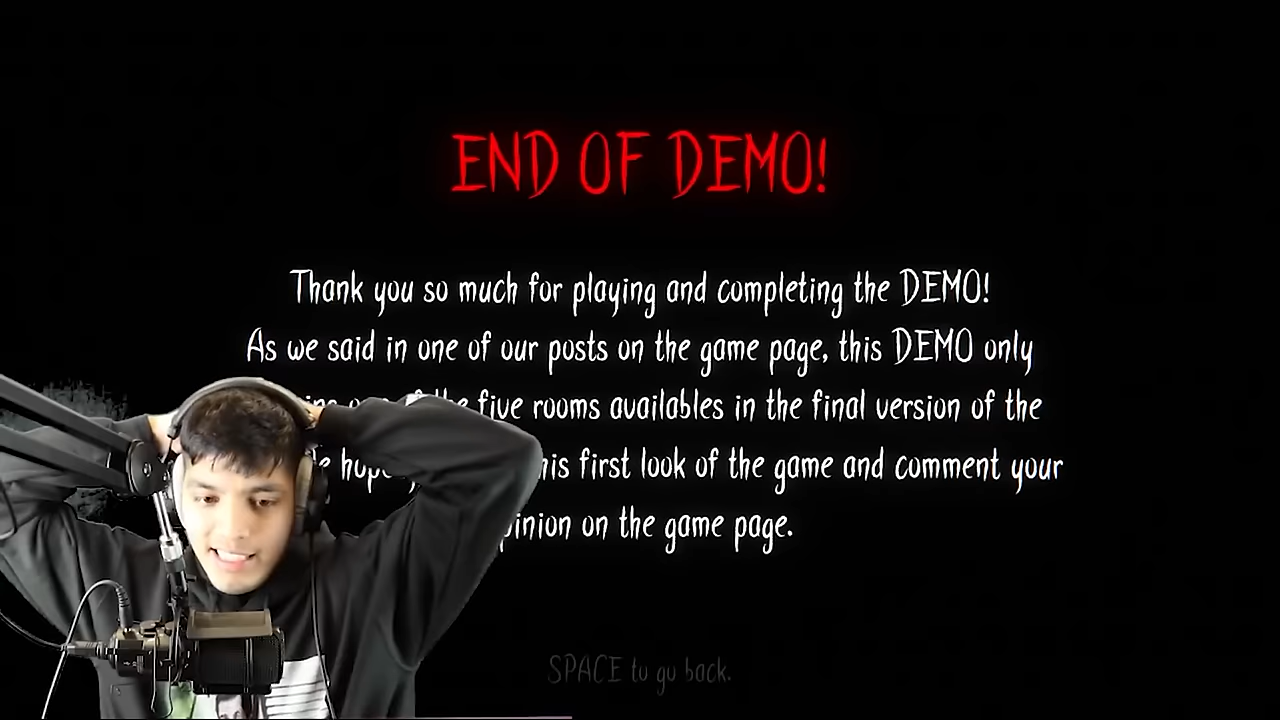 END OF DEMO!
Thank you so much for playing and completing the DEMO!
As we said in one of our posts on the game page, this DEMO only
five rooms availables in the final version of the
first look of the game and comment your
on the game page.
SPACE to go back.